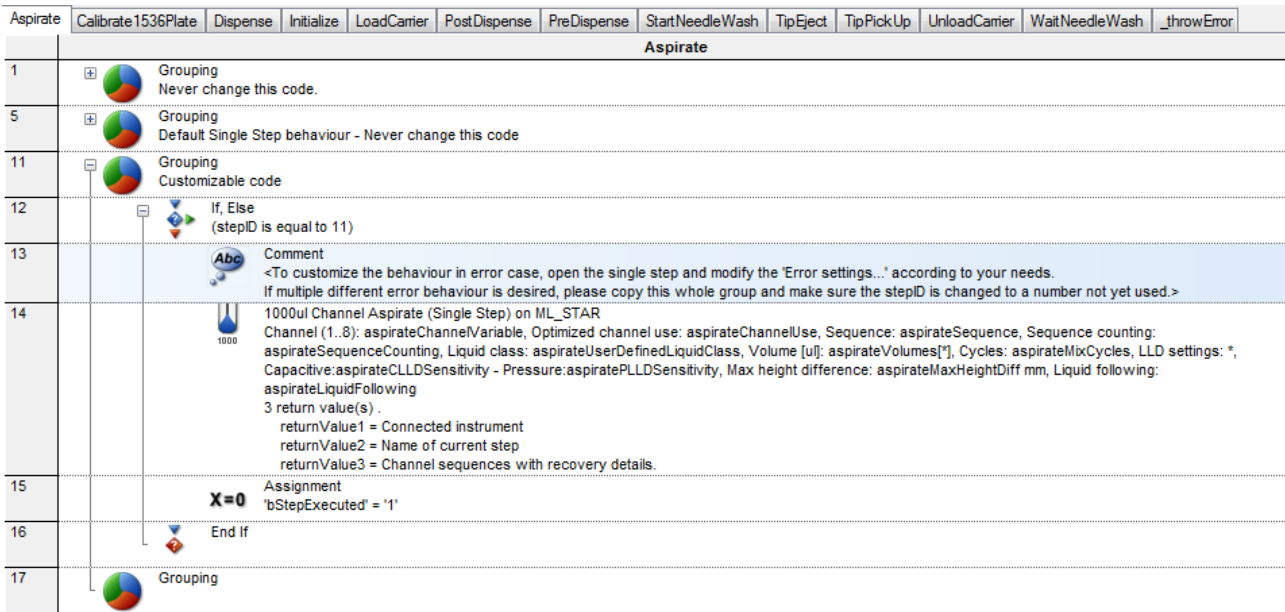 Aspirate Calibrate1536Plate Dispense Initialize LoadCarrier PostDispense PreDispense StartNeedleWash TipEject TipPickUp UnloadCarrier WaitNeedleWash _throwError
Aspirate
1 Grouping
Never change this code.
5 Grouping
Default Single Step behaviour - Never change this code
11 Grouping
Customizable code
12 If, Else
(stepID is equal to 11)
13 Abc Comment
<To customize the behaviour in error case, open the single step and modify the 'Error settings...' according to your needs.
If multiple different error behaviour is desired, please copy this whole group and make sure the stepID is changed to a number not yet used.>
14 1000ul Channel Aspirate (Single Step) on ML_STAR
Channel (1..8): aspirateChannelVariable, Optimized channel use: aspirateChannelUse, Sequence: aspirateSequence, Sequence counting:
1000 aspirateSequenceCounting, Liquid class: aspirateUserDefinedLiquidClass, Volume [ul]: aspirateVolumes[*], Cycles: aspirateMixCycles, LLD settings: *,
Capacitive:aspirateCLLDSensitivity - Pressure:aspiratePLLDSensitivity, Max height difference: aspirateMaxHeightDiff mm, Liquid following:
aspirateLiquidFollowing
3 return value(s) .
returnValue1 = Connected instrument
returnValue2 = Name of current step
returnValue3 = Channel sequences with recovery details.
15 X=0 Assignment
'bStepExecuted' = '1'
16 End If
17 Grouping